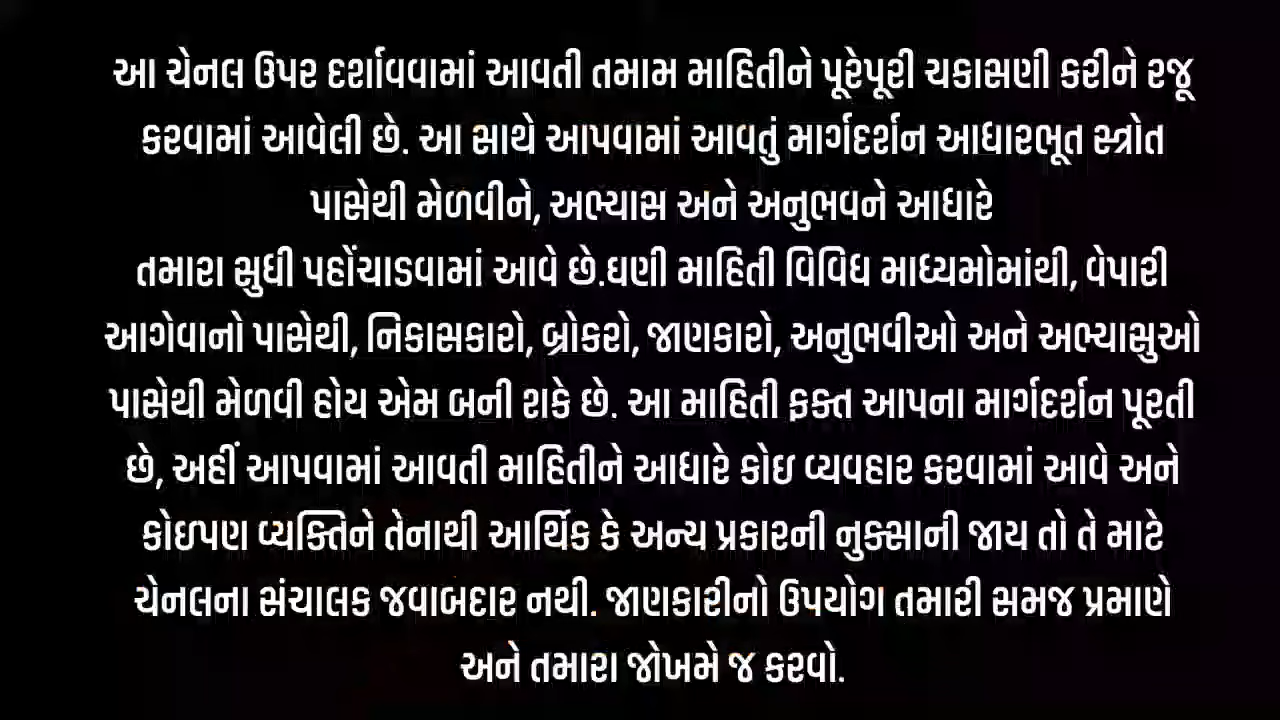 આ ચેનલ ઉપર દર્શાવવામાં આવતી તમામ માહિતીને પૂરેપૂરી ચકાસણી કરીને રજૂ
કરવામાં આવેલી છે. આ સાથે આપવામાં આવતું માર્ગદર્શન આધારભૂત સ્ત્રોત
પાસેથી મેળવીને, અભ્યાસ અને અનુભવને આધારે
તમારા સુધી પહોંચાડવામાં આવે છે.ઘણી માહિતી વિવિધ માધ્યમોમાંથી, વેપારી
આગેવાનો પાસેથી, નિકાસકારો, બ્રોકરો, જાણકારો, અનુભવીઓ અને અભ્યાસુઓ
પાસેથી મેળવી હોય એમ બની શકે છે. આ માહિતી ફક્ત આપના માર્ગદર્શન પૂરતી
છે, અહીં આપવામાં આવતી માહિતીને આધારે કોઇ વ્યવહાર કરવામાં આવે અને
કોઇપણ વ્યક્તિને તેનાથી આર્થિક કે અન્ય પ્રકારની નુક્સાની જાય તો તે માટે
ચેનલના સંચાલક જવાબદાર નથી. જાણકારીનો ઉપયોગ તમારી સમજ પ્રમાણે
અને તમારા જોખમે જ કરવો.